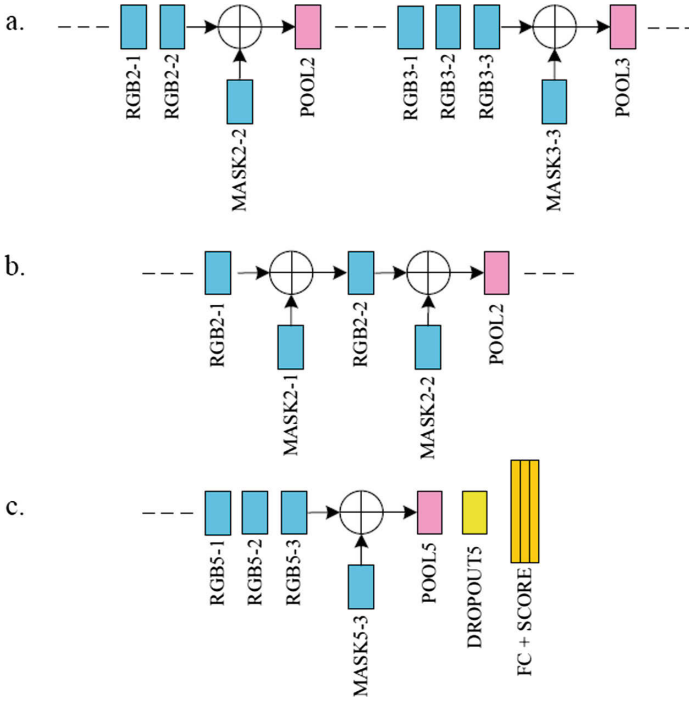 a.
RGB2-1
RGB2-2
MASK2-2
POOL2
RGB3-1
RGB3-2
RGB3-3
MASK3-3
POOL3
b.
RGB2-1
MASK2-1
RGB2-2
MASK2-2
POOL2
c.
RGB5-1
RGB5-2
RGB5-3
MASK5-3
POOL5
DROPOUT5
FC + SCORE